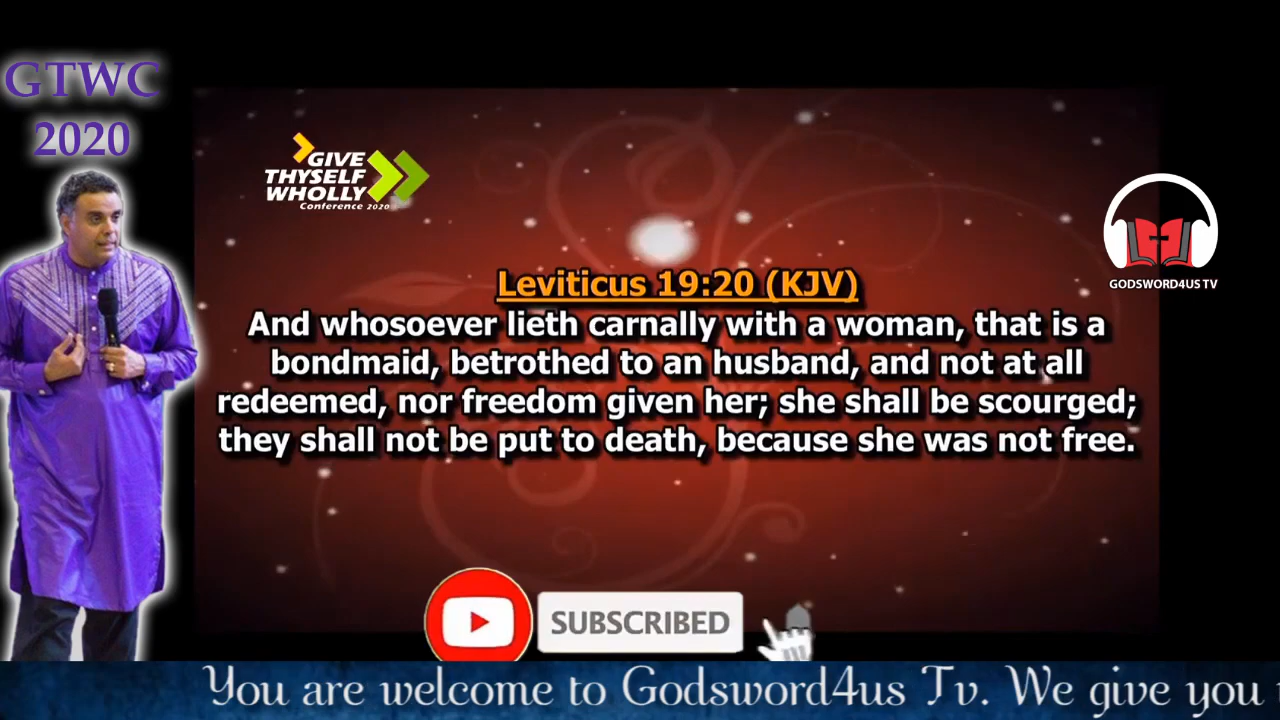 GTWC
2020
GIVE
THYSELF
WHOLLY
Conference 2020
GODSWORD4US TV
Leviticus 19:20 (KJV)
And whosoever lieth carnally with a woman, that is a
bondmaid, betrothed to an husband, and not at all
redeemed, nor freedom given her; she shall be scourged;
they shall not be put to death, because she was not free.
SUBSCRIBED
You are welcome to Godsword4us Tv. We give you